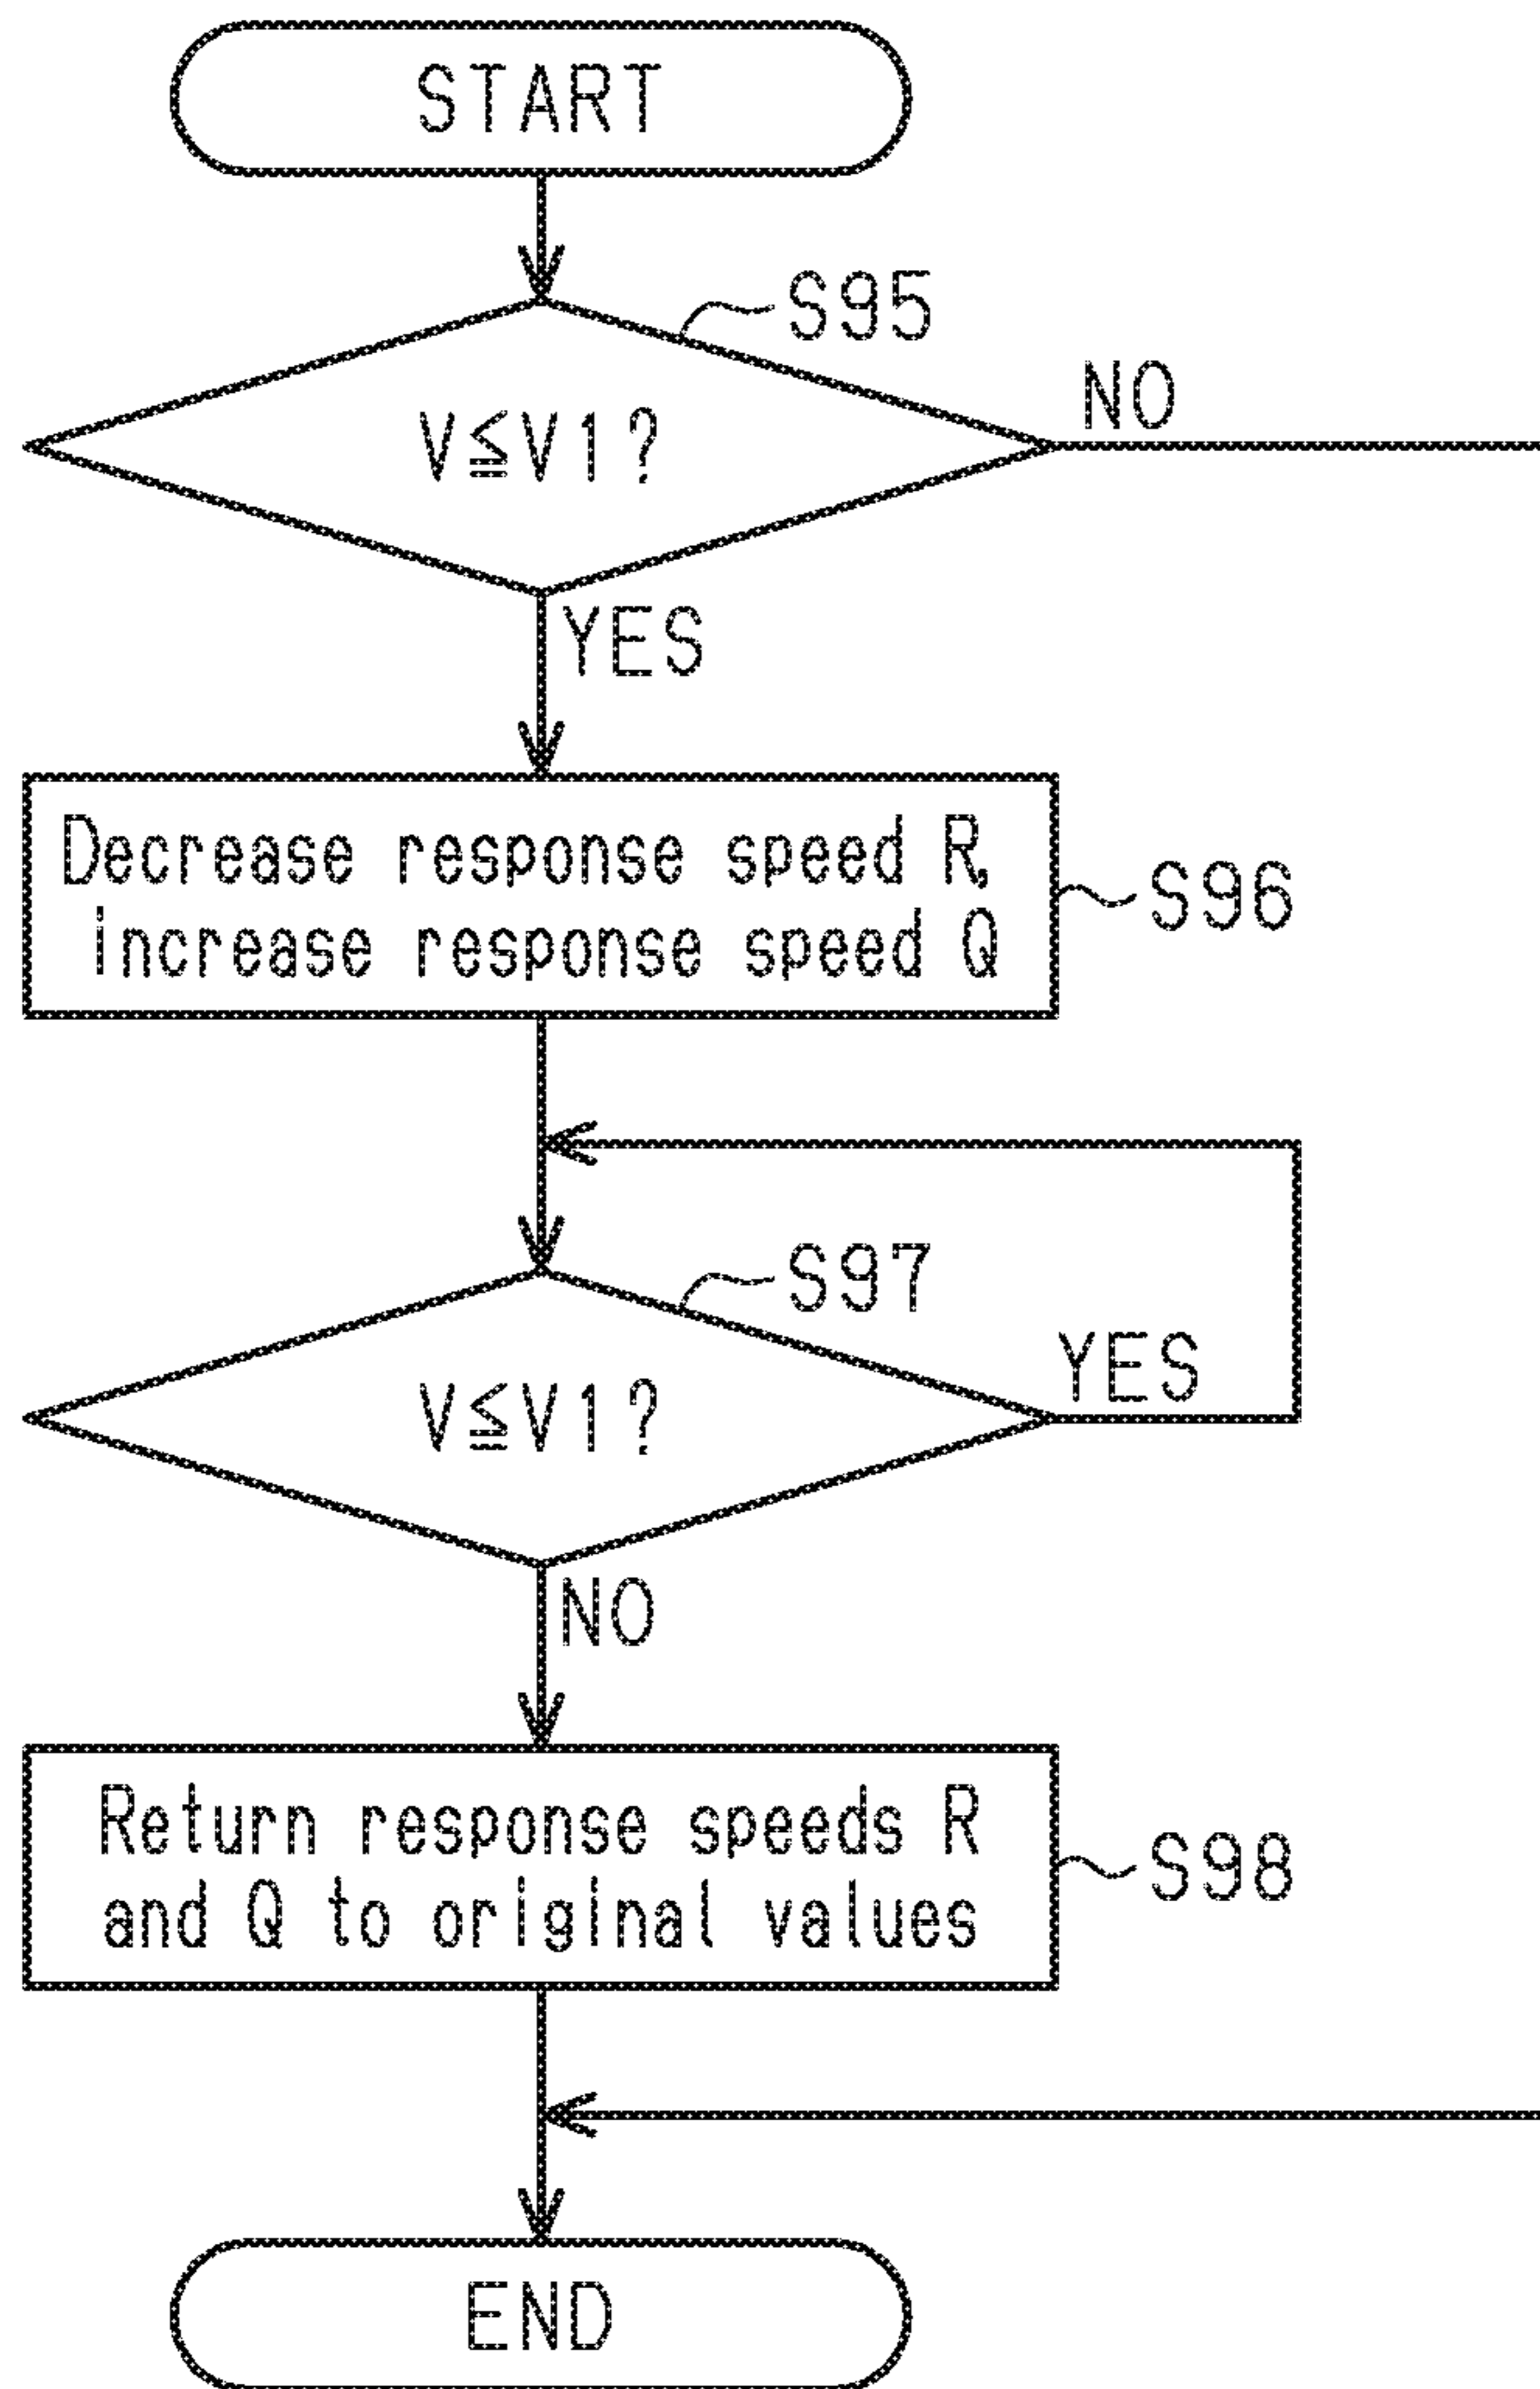 START
S95
V≦V1?
NO
YES
Decrease response speed R,
increase response speed Q
S96
S97
V≦V1?
YES
NO
Return response speeds R
and Q to original values
S98
END